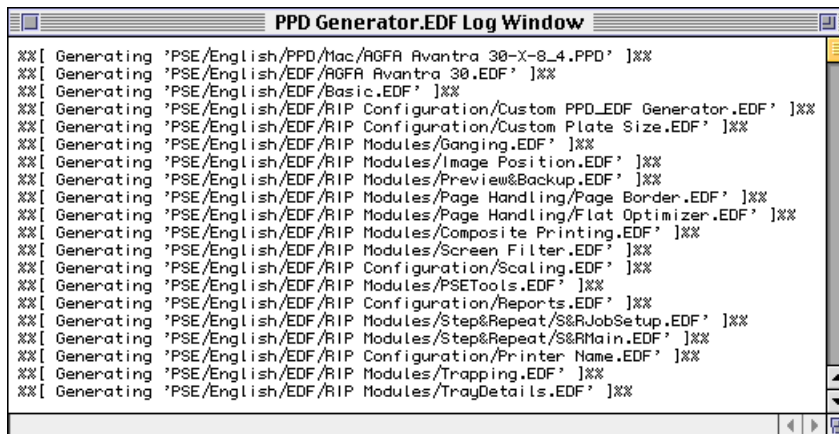 PPD Generator.EDF Log Window
%%[ Generating 'PSE/English/PPD/Mac/AGFA Avantra 30-X-8_4.PPD' ]%%
%%[ Generating 'PSE/English/EDF/AGFA Avantra 30.EDF' ]%%
%%[ Generating 'PSE/English/EDF/Basic.EDF' ]%%
%%[ Generating 'PSE/English/EDF/RIP Configuration/Custom PPD_EDF Generator.EDF' ]%%
%%[ Generating 'PSE/English/EDF/RIP Configuration/Custom Plate Size.EDF' ]%%
%%[ Generating 'PSE/English/EDF/RIP Modules/Ganging.EDF' ]%%
%%[ Generating 'PSE/English/EDF/RIP Modules/Image Position.EDF' ]%%
%%[ Generating 'PSE/English/EDF/RIP Modules/Preview&Backup.EDF' ]%%
%%[ Generating 'PSE/English/EDF/RIP Modules/Page Handling/Page Border.EDF' ]%%
%%[ Generating 'PSE/English/EDF/RIP Modules/Page Handling/Flat Optimizer.EDF' ]%%
%%[ Generating 'PSE/English/EDF/RIP Modules/Composite Printing.EDF' ]%%
%%[ Generating 'PSE/English/EDF/RIP Modules/Screen Filter.EDF' ]%%
%%[ Generating 'PSE/English/EDF/RIP Configuration/Scaling.EDF' ]%%
%%[ Generating 'PSE/English/EDF/RIP Modules/PSETools.EDF' ]%%
%%[ Generating 'PSE/English/EDF/RIP Configuration/Reports.EDF' ]%%
%%[ Generating 'PSE/English/EDF/RIP Modules/Step&Repeat/S&RJobSetup.EDF' ]%%
%%[ Generating 'PSE/English/EDF/RIP Modules/Step&Repeat/S&RMain.EDF' ]%%
%%[ Generating 'PSE/English/EDF/RIP Configuration/Printer Name.EDF' ]%%
%%[ Generating 'PSE/English/EDF/RIP Modules/Trapping.EDF' ]%%
%%[ Generating 'PSE/English/EDF/RIP Modules/TrayDetails.EDF' ]%%